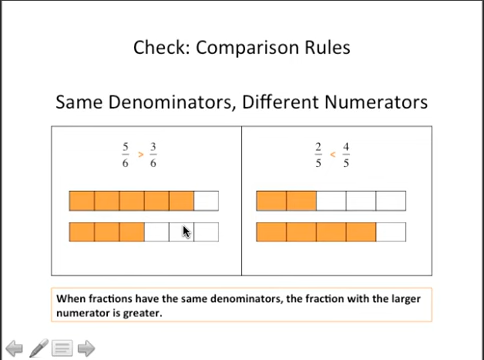 Check: Comparison Rules
Same Denominators, Different Numerators
5/6 > 3/6
2/5 < 4/5
When fractions have the same denominators, the fraction with the larger
numerator is greater.